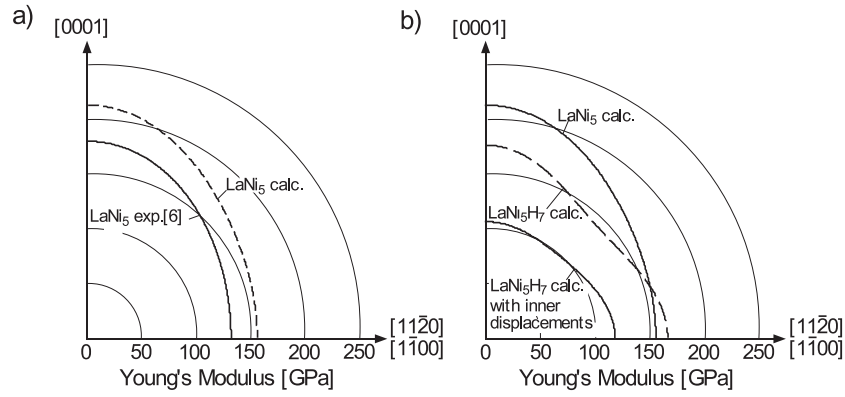 a)
[0001]
LaNi5 calc.
LaNi5 exp.[6]
0 50 100 150 200 250
[112̄0]
[11̄00]
Young's Modulus [GPa]
b)
[0001]
LaNi5 calc.
LaNi5H7 calc.
LaNi5H7 calc.
with inner
displacements
0 50 100 150 200 250
[112̄0]
[11̄00]
Young's Modulus [GPa]